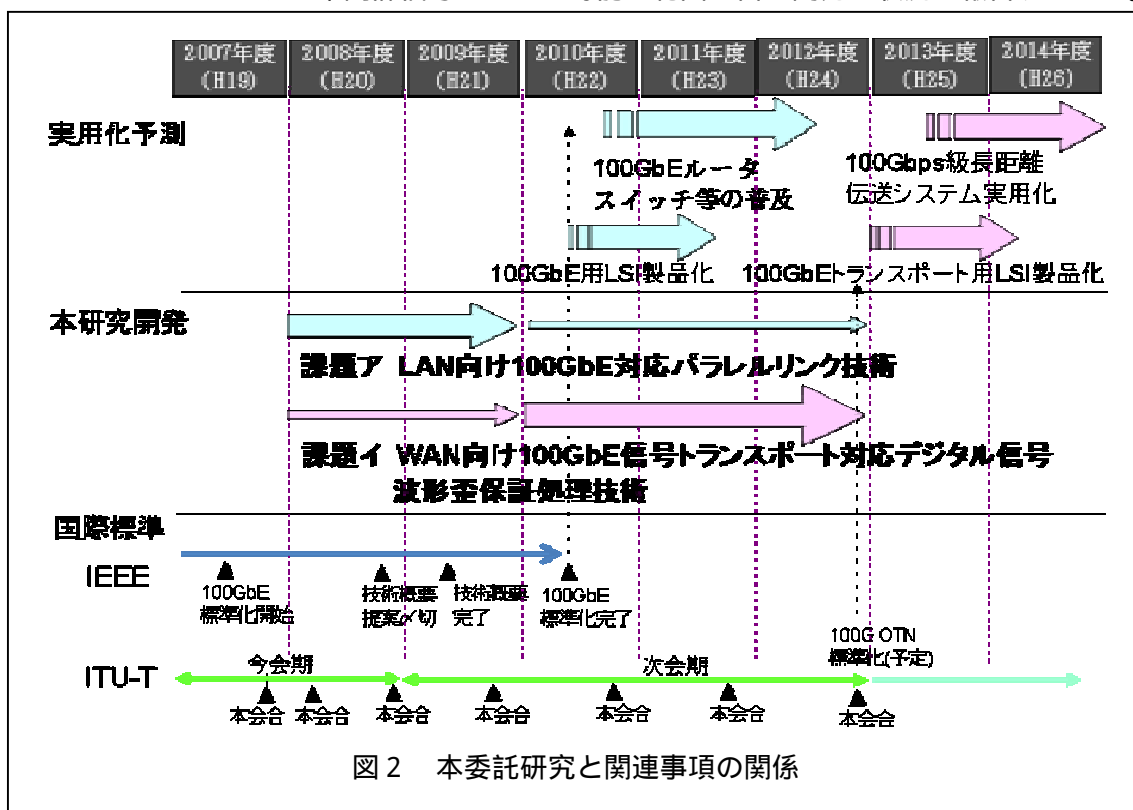 2007年度 2008年度 2009年度 2010年度 2011年度 2012年度 2013年度 2014年度
(H19) (H20) (H21) (H22) (H23) (H24) (H25) (H26)
実用化予測
100GbEルータ
スイッチ等の普及
100Gbps級長距離
伝送システム実用化
100GbE用LSI製品化
100GbEトランスポート用LSI製品化
本研究開発
課題ア LAN向け100GbE対応パラレルリンク技術
課題イ WAN向け100GbE信号トランスポート対応デジタル信号
波形歪保証処理技術
国際標準
IEEE
100GbE
標準化開始
技術概要
提案〆切
技術概要
完了
100GbE
標準化完了
100G OTN
標準化(予定)
ITU-T
今会期
次会期
本会合 本会合 本会合 本会合 本会合 本会合 本会合
図２ 本委託研究と関連事項の関係